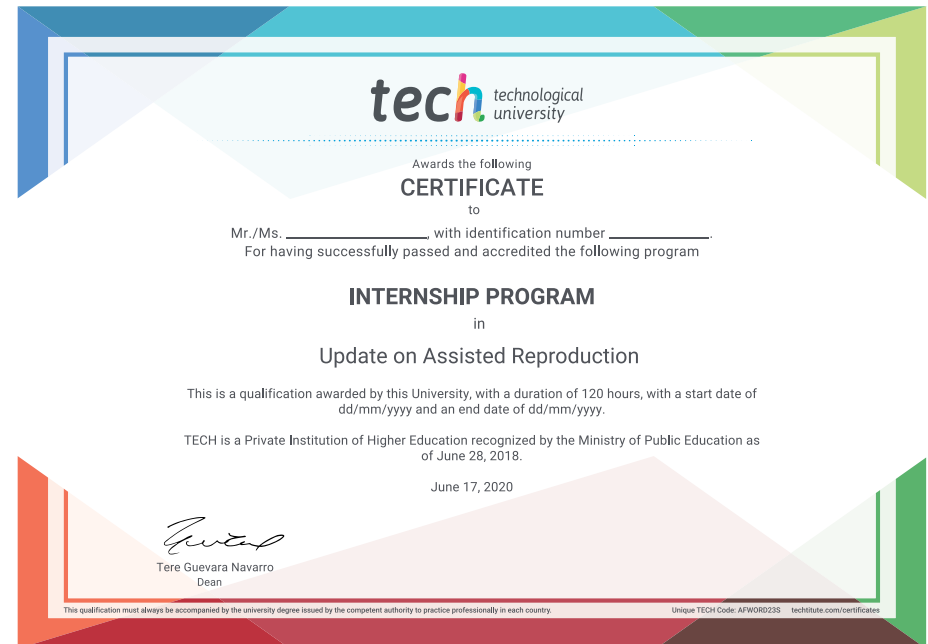 tech technological
university
Awards the following
CERTIFICATE
to
Mr./Ms. ____________________, with identification number ______________.
For having successfully passed and accredited the following program
INTERNSHIP PROGRAM
in
Update on Assisted Reproduction
This is a qualification awarded by this University, with a duration of 120 hours, with a start date of
dd/mm/yyyy and an end date of dd/mm/yyyy.
TECH is a Private Institution of Higher Education recognized by the Ministry of Public Education as
of June 28, 2018.
June 17, 2020
Tere Guevara Navarro
Dean
This qualification must always be accompanied by the university degree issued by the competent authority to practice professionally in each country.
Unique TECH Code: AFWORD23S techtitute.com/certificates